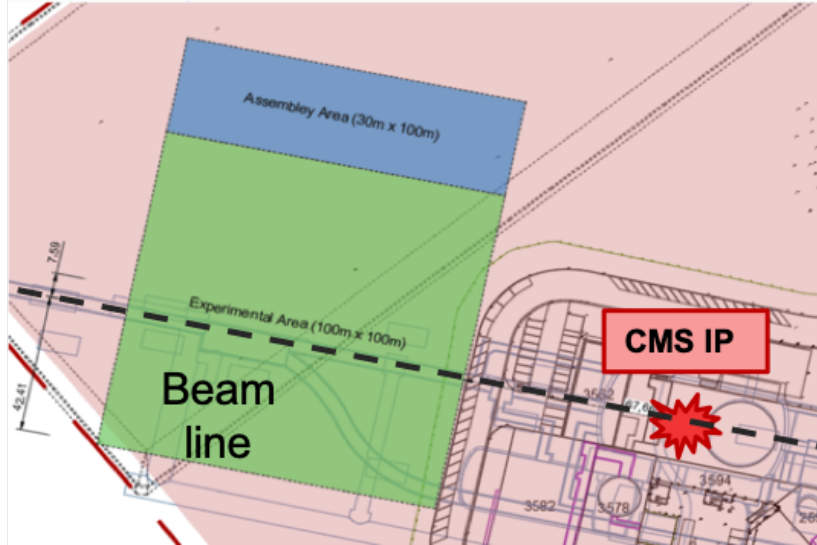 Assembley Area (30m x 100m)
7,59
Experimental Area (100m x 100m)
CMS IP
42,41
Beam
line
3562
3594
3582
3578